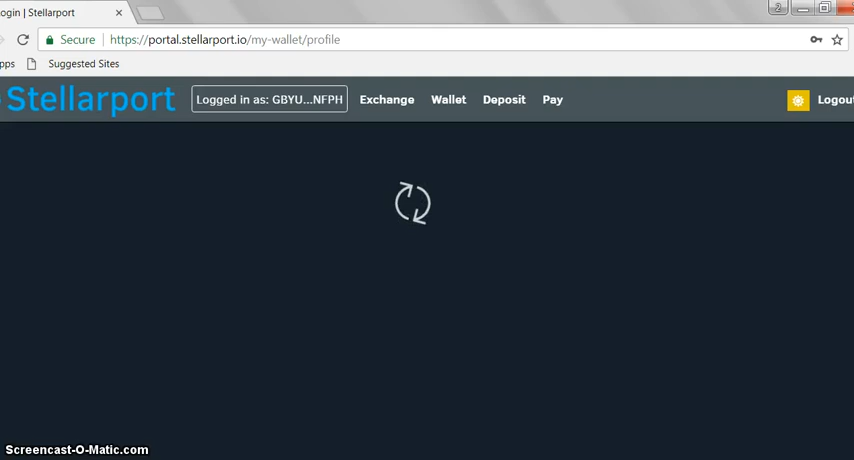 ogin | Stellarport
2
Secure https://portal.stellarport.io/my-wallet/profile
pps Suggested Sites
Stellarport Logged in as: GBYU...NFPH Exchange Wallet Deposit Pay Logout
Screencast-O-Matic.com